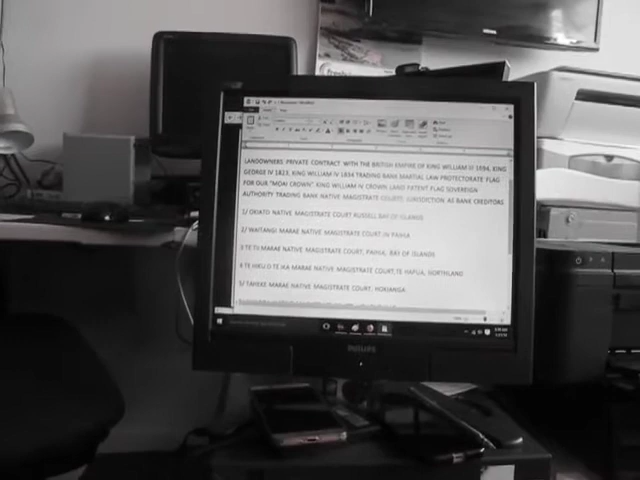 LANDOWNERS PRIVATE CONTRACT WITH THE BRITISH EMPIRE OF KING WILLIAM III 1694, KING
GEORGE IV 1823, KING WILLIAM IV 1834 TRADING BANK MARTIAL LAW PROTECTORATE FLAG
FOR OUR "MOAI CROWN". KING WILLIAM IV CROWN LAND PATENT FLAG SOVEREIGN
AUTHORITY TRADING BANK NATIVE MAGISTRATE COURTS JURISDICTION AS BANK CREDITORS
1/ OKIATO NATIVE MAGISTRATE COURT RUSSELL BAY OF ISLANDS
2/ WAITANGI MARAE NATIVE MAGISTRATE COURT IN PAIHIA
3 TE TII MARAE NATIVE MAGISTRATE COURT, PAIHIA, BAY OF ISLANDS
4 TE HIKU O TE IKA MARAE NATIVE MAGISTRATE COURT, TE HAPUA, NORTHLAND
5/ TAHEKE MARAE NATIVE MAGISTRATE COURT. HOKIANGA
PHILIPS